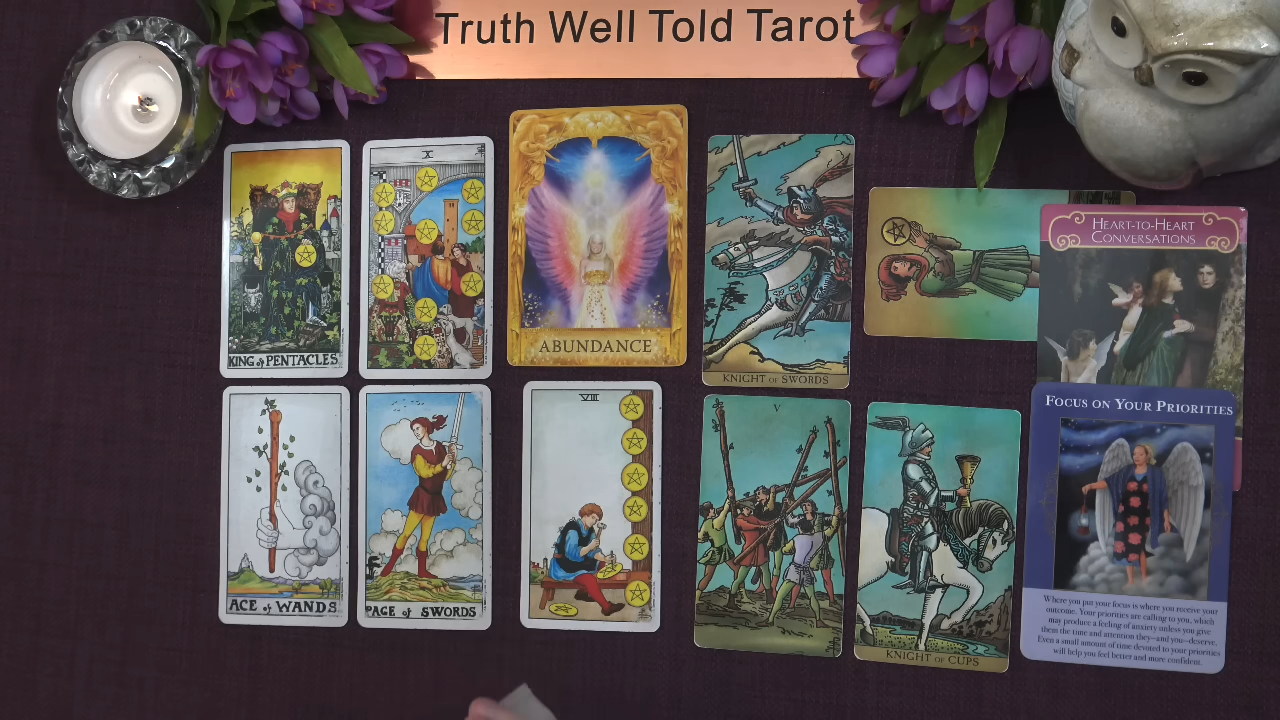 Truth Well Told Tarot
KING of PENTACLES
X
ABUNDANCE
KNIGHT OF SWORDS
HEART-TO-HEART
CONVERSATIONS
ACE of WANDS
PAGE of SWORDS
VIII
V
KNIGHT OF CUPS
FOCUS ON YOUR PRIORITIES
Where you put your focus is where you receive your
outcome. Your priorities are calling to you, which
may produce a feeling of anxiety unless you give
them the time and attention they—and you—deserve.
Even a small amount of time devoted to your priorities
will help you feel better and more confident.